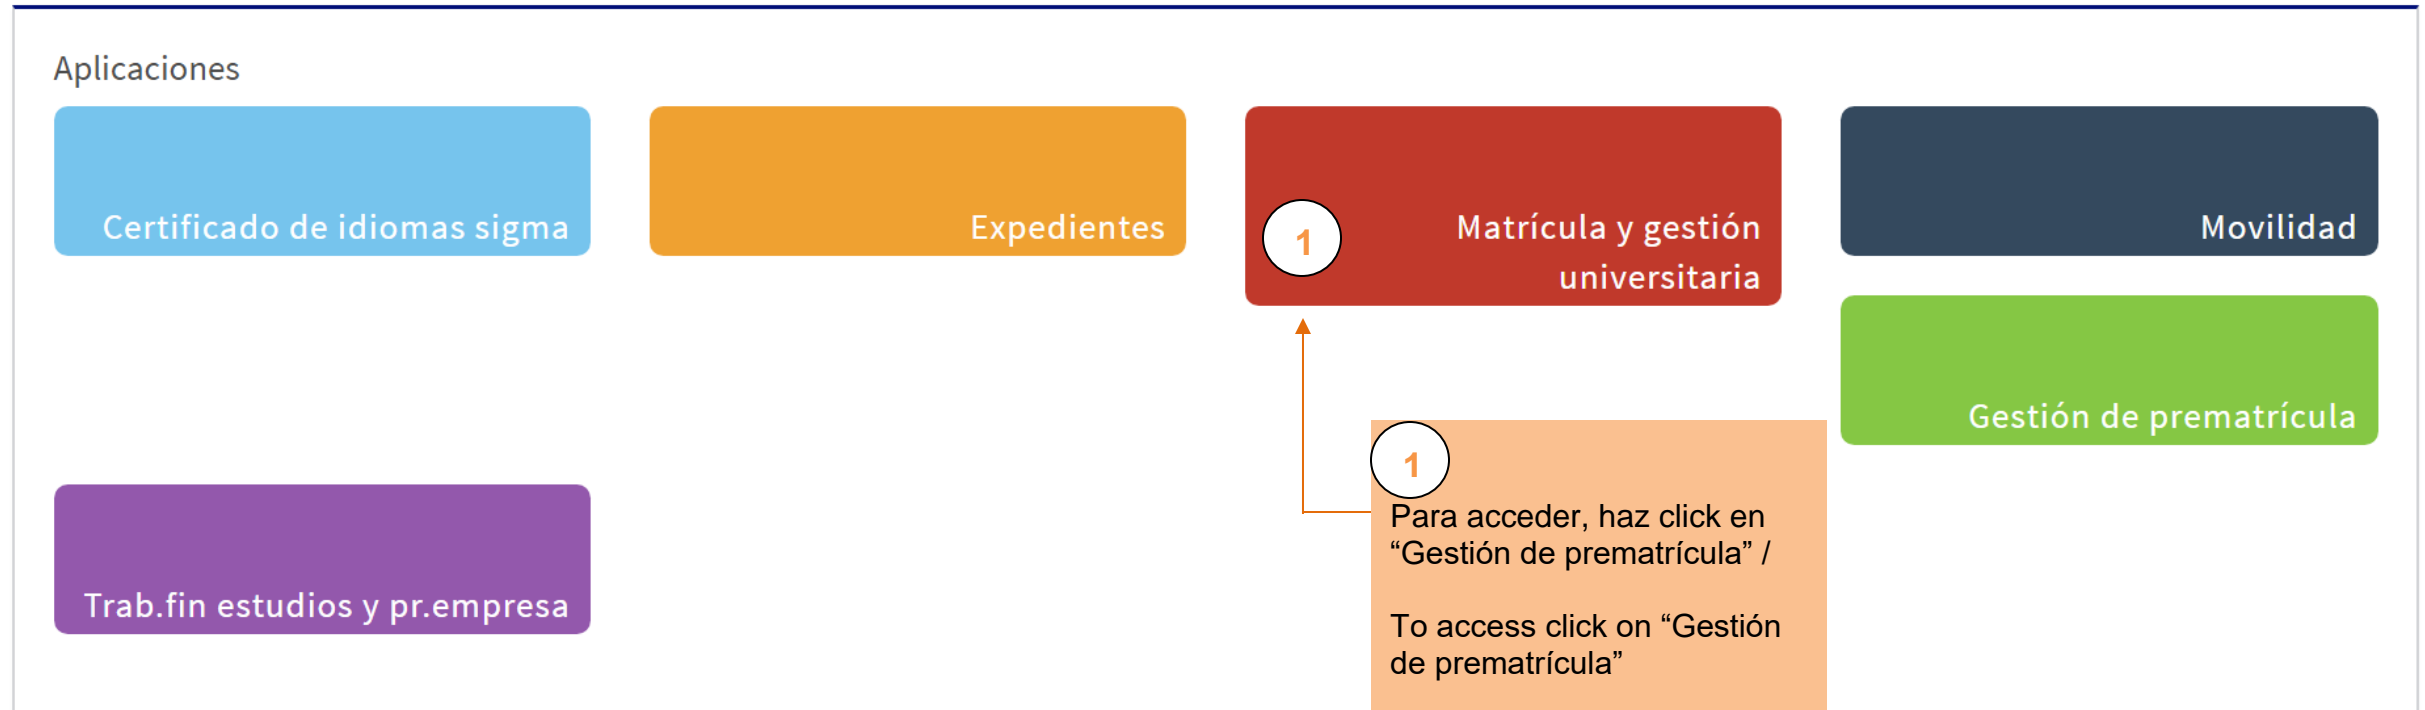 Aplicaciones
Certificado de idiomas sigma
Expedientes
1
Matrícula y gestión
universitaria
Movilidad
Gestión de prematrícula
Trab.fin estudios y pr.empresa
1
Para acceder, haz click en
“Gestión de prematrícula” /
To access click on “Gestión
de prematrícula”